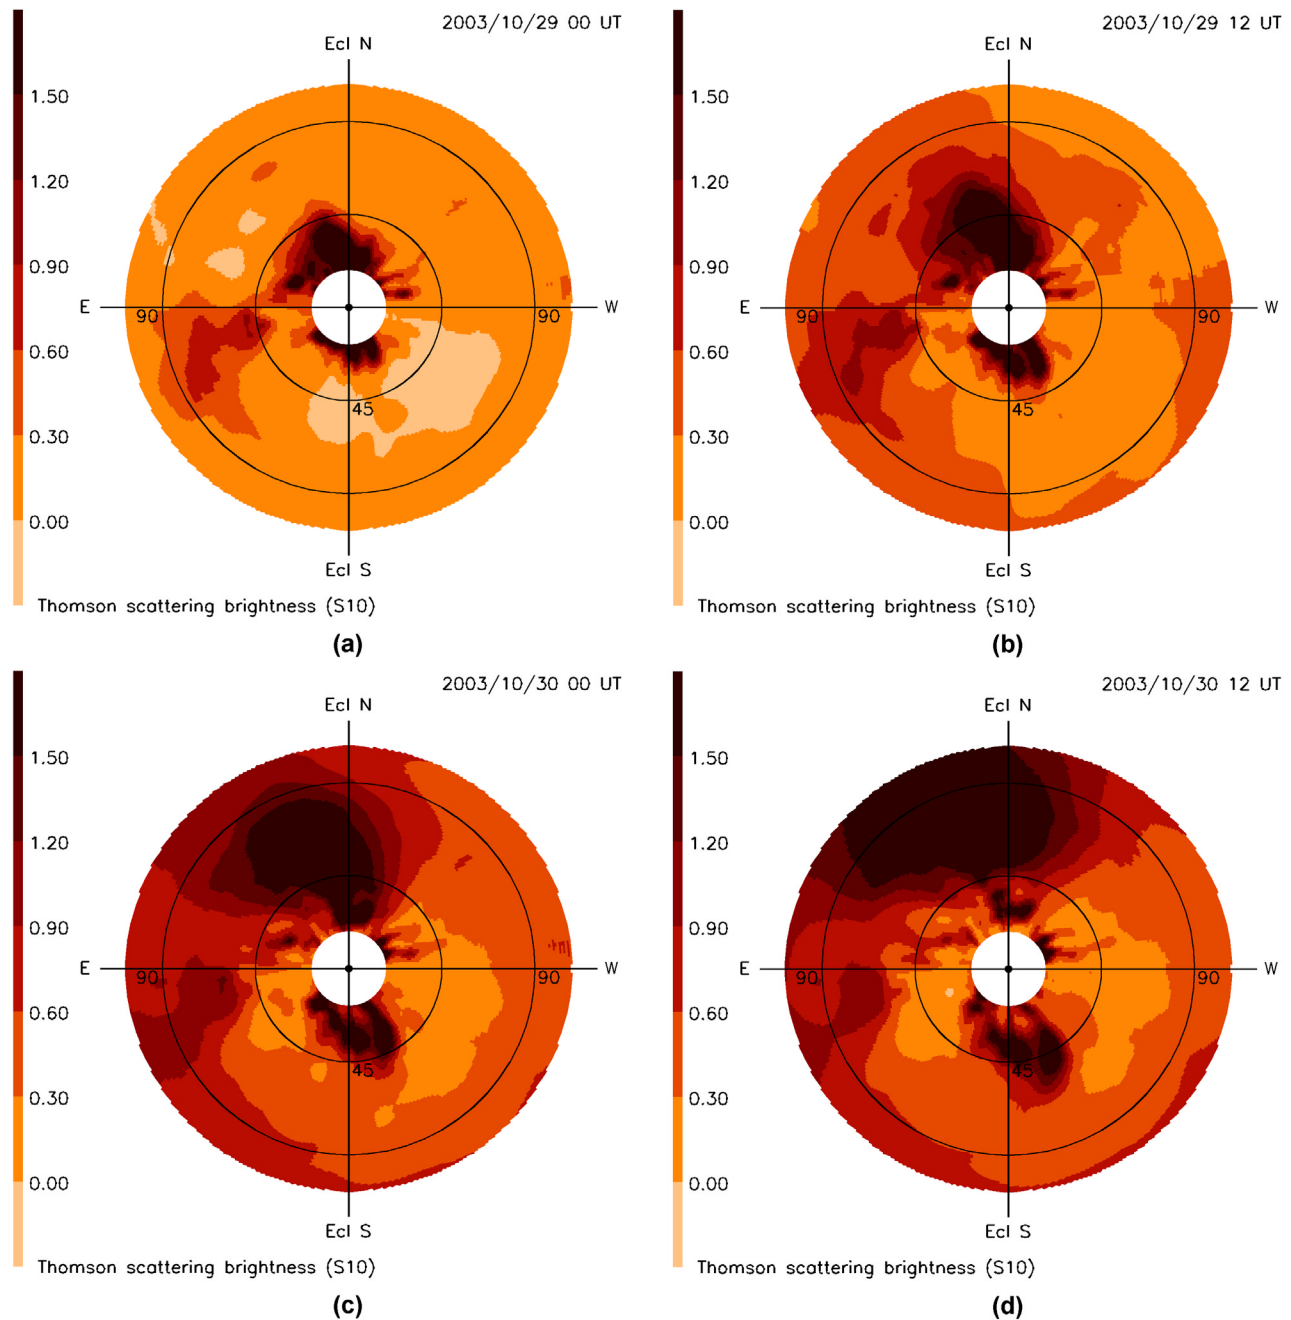 2003/10/29 00 UT
Ecl N
1.50
1.20
0.90
0.60
0.30
0.00
E
90
90
W
45
Ecl S
Thomson scattering brightness (S10)
(a)
2003/10/29 12 UT
Ecl N
1.50
1.20
0.90
0.60
0.30
0.00
E
90
90
W
45
Ecl S
Thomson scattering brightness (S10)
(b)
2003/10/30 00 UT
Ecl N
1.50
1.20
0.90
0.60
0.30
0.00
E
90
90
W
45
Ecl S
Thomson scattering brightness (S10)
(c)
2003/10/30 12 UT
Ecl N
1.50
1.20
0.90
0.60
0.30
0.00
E
90
90
W
45
Ecl S
Thomson scattering brightness (S10)
(d)